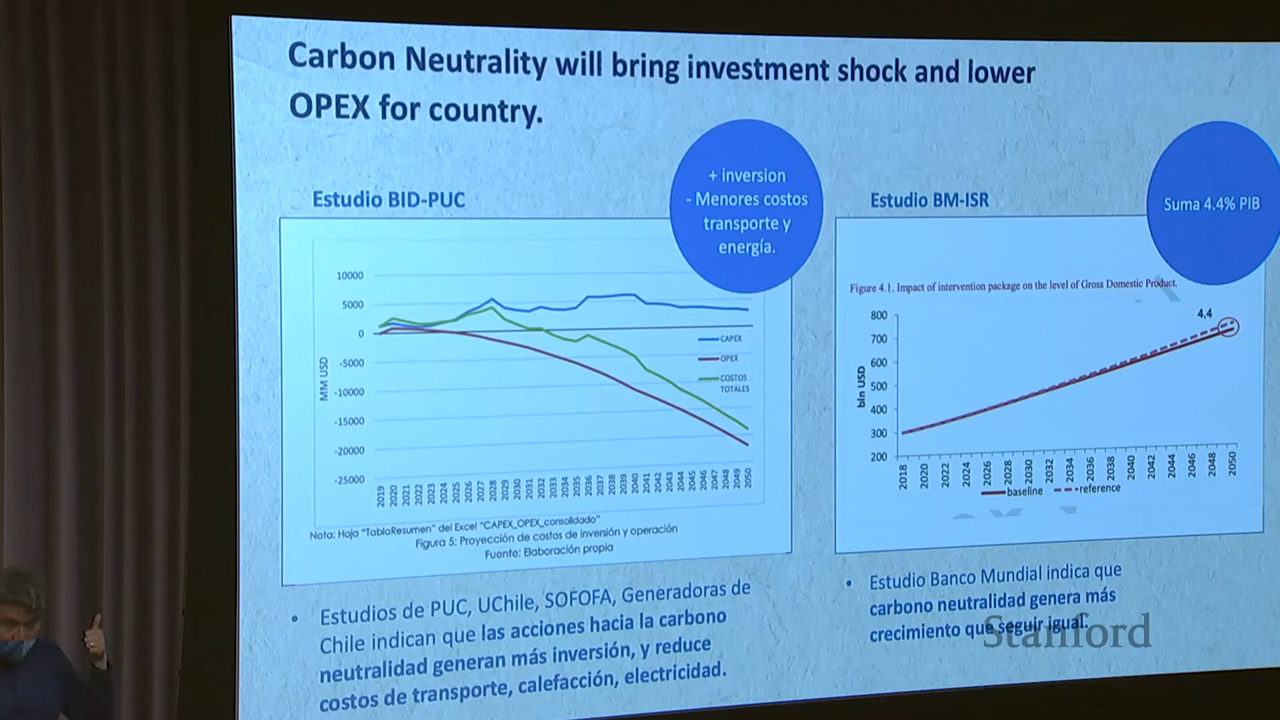 Carbon Neutrality will bring investment shock and lower
OPEX for country.
Estudio BID-PUC
+ inversion
- Menores costos
transporte y
energía.
10000
5000
0
-5000
-10000
-15000
-20000
-25000
MM USD
CAPEX
OPEX
COSTOS
TOTALES
2019 2020 2021 2022 2023 2024 2025 2026 2027 2028 2029 2030 2031 2032 2033 2034 2035 2036 2037 2038 2039 2040 2041 2042 2043 2044 2045 2046 2047 2048 2049 2050
Nota: Hoja "TablaResumen" del Excel "CAPEX_OPEX_consolidado"
Figura 5: Proyección de costos de inversión y operación
Fuente: Elaboración propia
• Estudios de PUC, UChile, SOFOFA, Generadoras de
Chile indican que las acciones hacia la carbono
neutralidad generan más inversión, y reduce
costos de transporte, calefacción, electricidad.
Estudio BM-ISR
Suma 4.4% PIB
Figure 4.1. Impact of intervention package on the level of Gross Domestic Product.
4,4
800
700
600
500
400
300
200
bln USD
2018 2020 2022 2024 2026 2028 2030 2032 2034 2036 2038 2040 2042 2044 2046 2048 2050
baseline reference
• Estudio Banco Mundial indica que
carbono neutralidad genera más
crecimiento que seguir igual.
Stanford